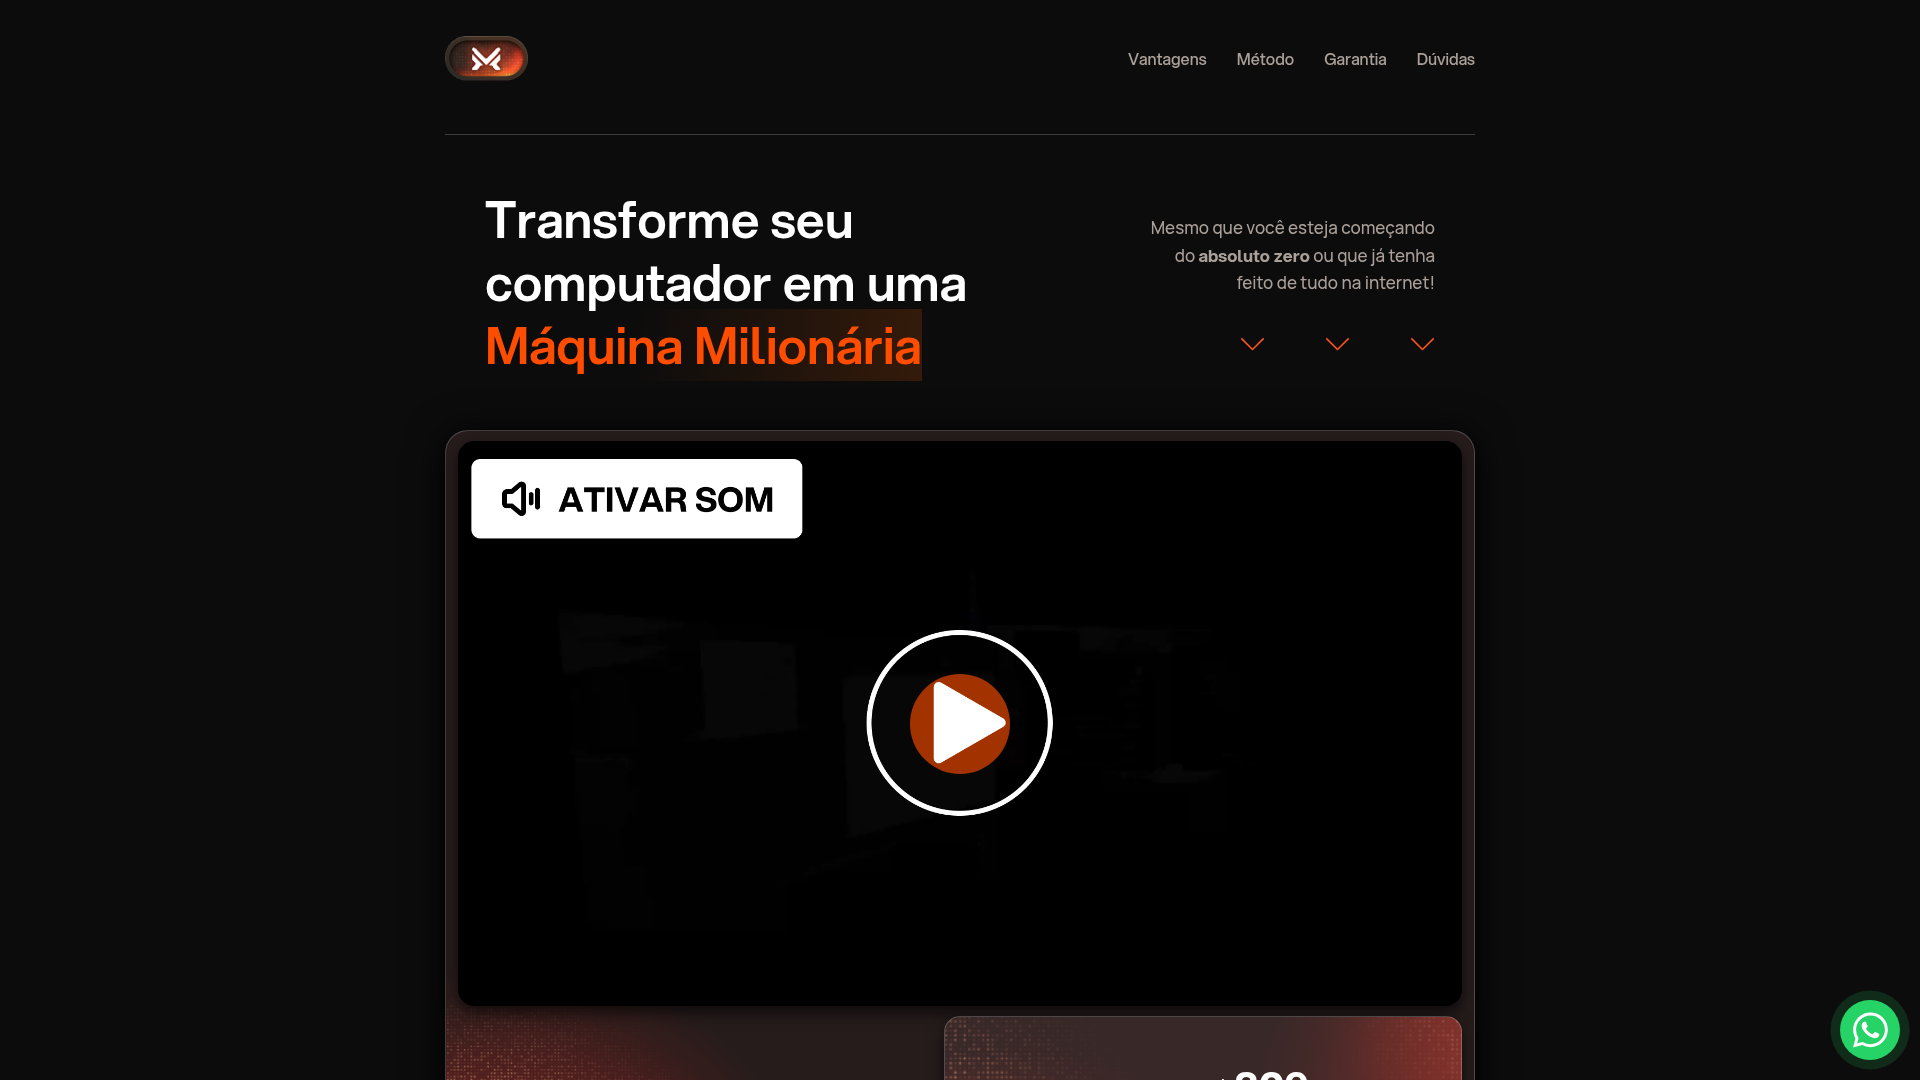 Vantagens Método Garantia Dúvidas
Transforme seu
computador em uma
Máquina Milionária
Mesmo que você esteja começando
do absoluto zero ou que já tenha
feito de tudo na internet!
ATIVAR SOM